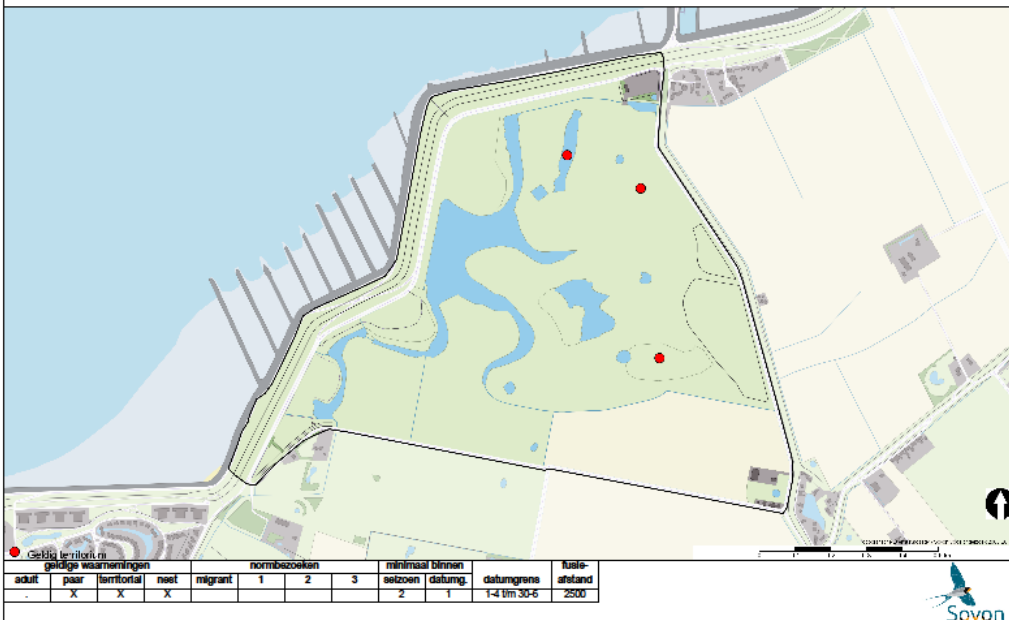 Geldig territorium
geldige waarnemingen normbezoeken minimaal binnen fusie-
adult paar territoriaal nest migrant 1 2 3 seizoen datumg. datumgrens afstand
. X X X 2 1 1-4 t/m 30-6 2500
Sovon